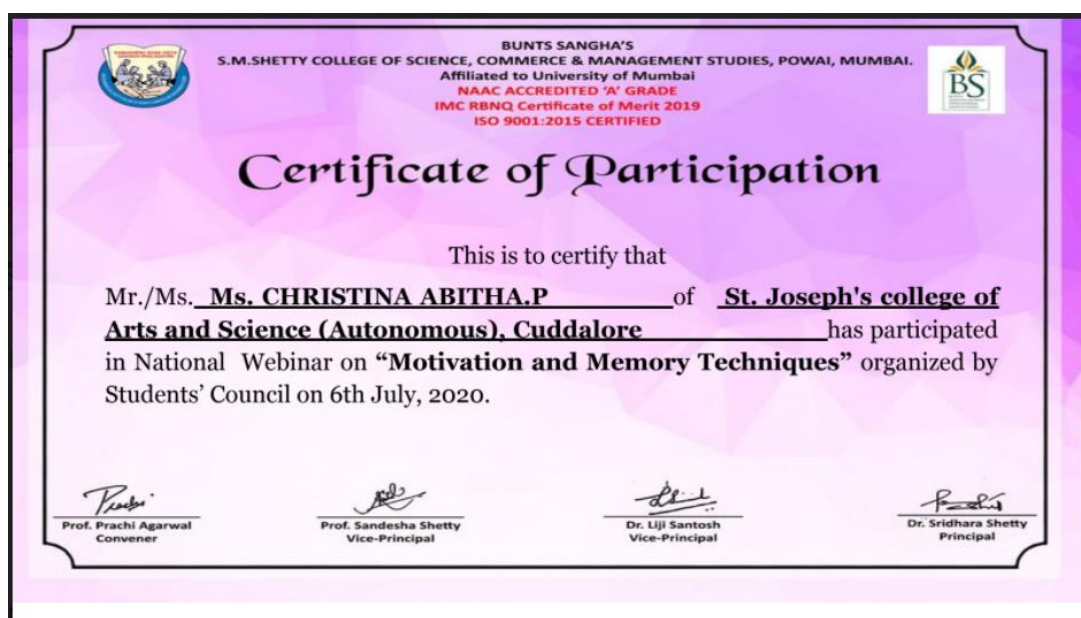 BUNTS SANGHA'S
S.M.SHETTY COLLEGE OF SCIENCE, COMMERCE & MANAGEMENT STUDIES, POWAI, MUMBAI.
Affiliated to University of Mumbai
NAAC ACCREDITED 'A' GRADE
IMC RBNQ Certificate of Merit 2019
ISO 9001:2015 CERTIFIED
BS
Certificate of Participation
This is to certify that
Mr./Ms. Ms. CHRISTINA ABITHA.P of St. Joseph's college of
Arts and Science (Autonomous), Cuddalore has participated
in National Webinar on “Motivation and Memory Techniques” organized by
Students’ Council on 6th July, 2020.
Prof. Prachi Agarwal
Convener
Prof. Sandesha Shetty
Vice-Principal
Dr. Liji Santosh
Vice-Principal
Dr. Sridhara Shetty
Principal